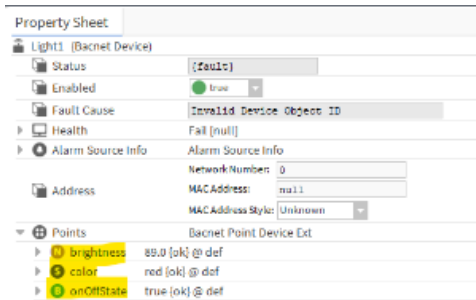 Property Sheet
Light1 (Bacnet Device)
Status {fault}
Enabled true
Fault Cause Invalid Device Object ID
Health Fail [null]
Alarm Source Info Alarm Source Info
Network Number: 0
Address MAC Address: null
MAC Address Style: Unknown
Points Bacnet Point Device Ext
N brightness 89.0 {ok} @ def
S color red {ok} @ def
B onOffState true {ok} @ def